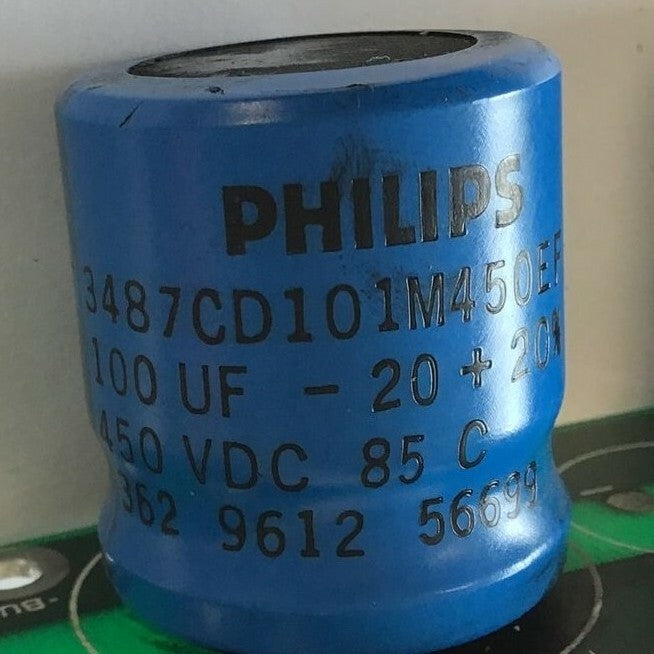 PHILIPS
3487CD101M450EF
100 UF - 20 + 20%
450 VDC 85 C
362 9612 56699